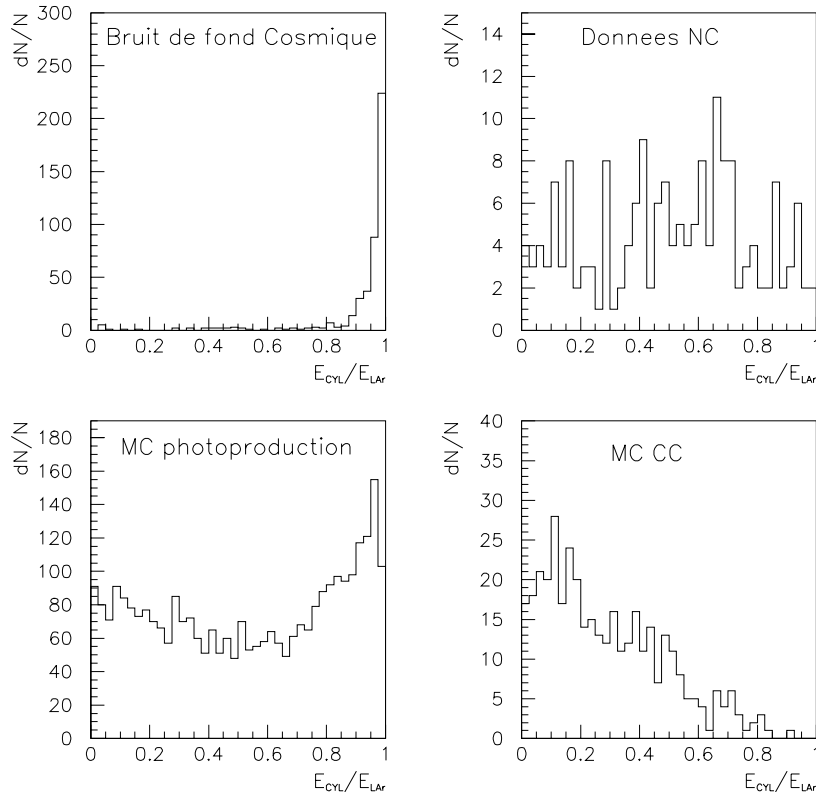 dN/N
300
250
200
150
100
50
0
Bruit de fond Cosmique
0 0.2 0.4 0.6 0.8 1
E_CYL/E_LAr
dN/N
14
12
10
8
6
4
2
0
Donnees NC
0 0.2 0.4 0.6 0.8 1
E_CYL/E_LAr
dN/N
180
160
140
120
100
80
60
40
20
0
MC photoproduction
0 0.2 0.4 0.6 0.8 1
E_CYL/E_LAr
dN/N
40
35
30
25
20
15
10
5
0
MC CC
0 0.2 0.4 0.6 0.8 1
E_CYL/E_LAr